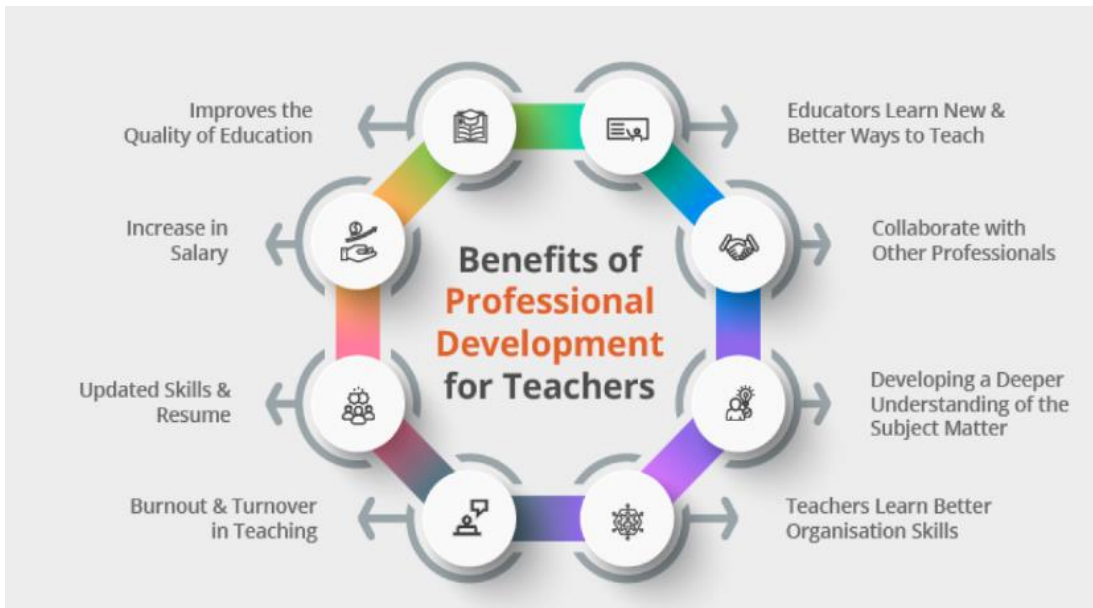 Benefits of
Professional
Development
for Teachers
Improves the
Quality of Education
Educators Learn New &
Better Ways to Teach
Increase in
Salary
Collaborate with
Other Professionals
Updated Skills &
Resume
Developing a Deeper
Understanding of the
Subject Matter
Burnout & Turnover
in Teaching
Teachers Learn Better
Organisation Skills